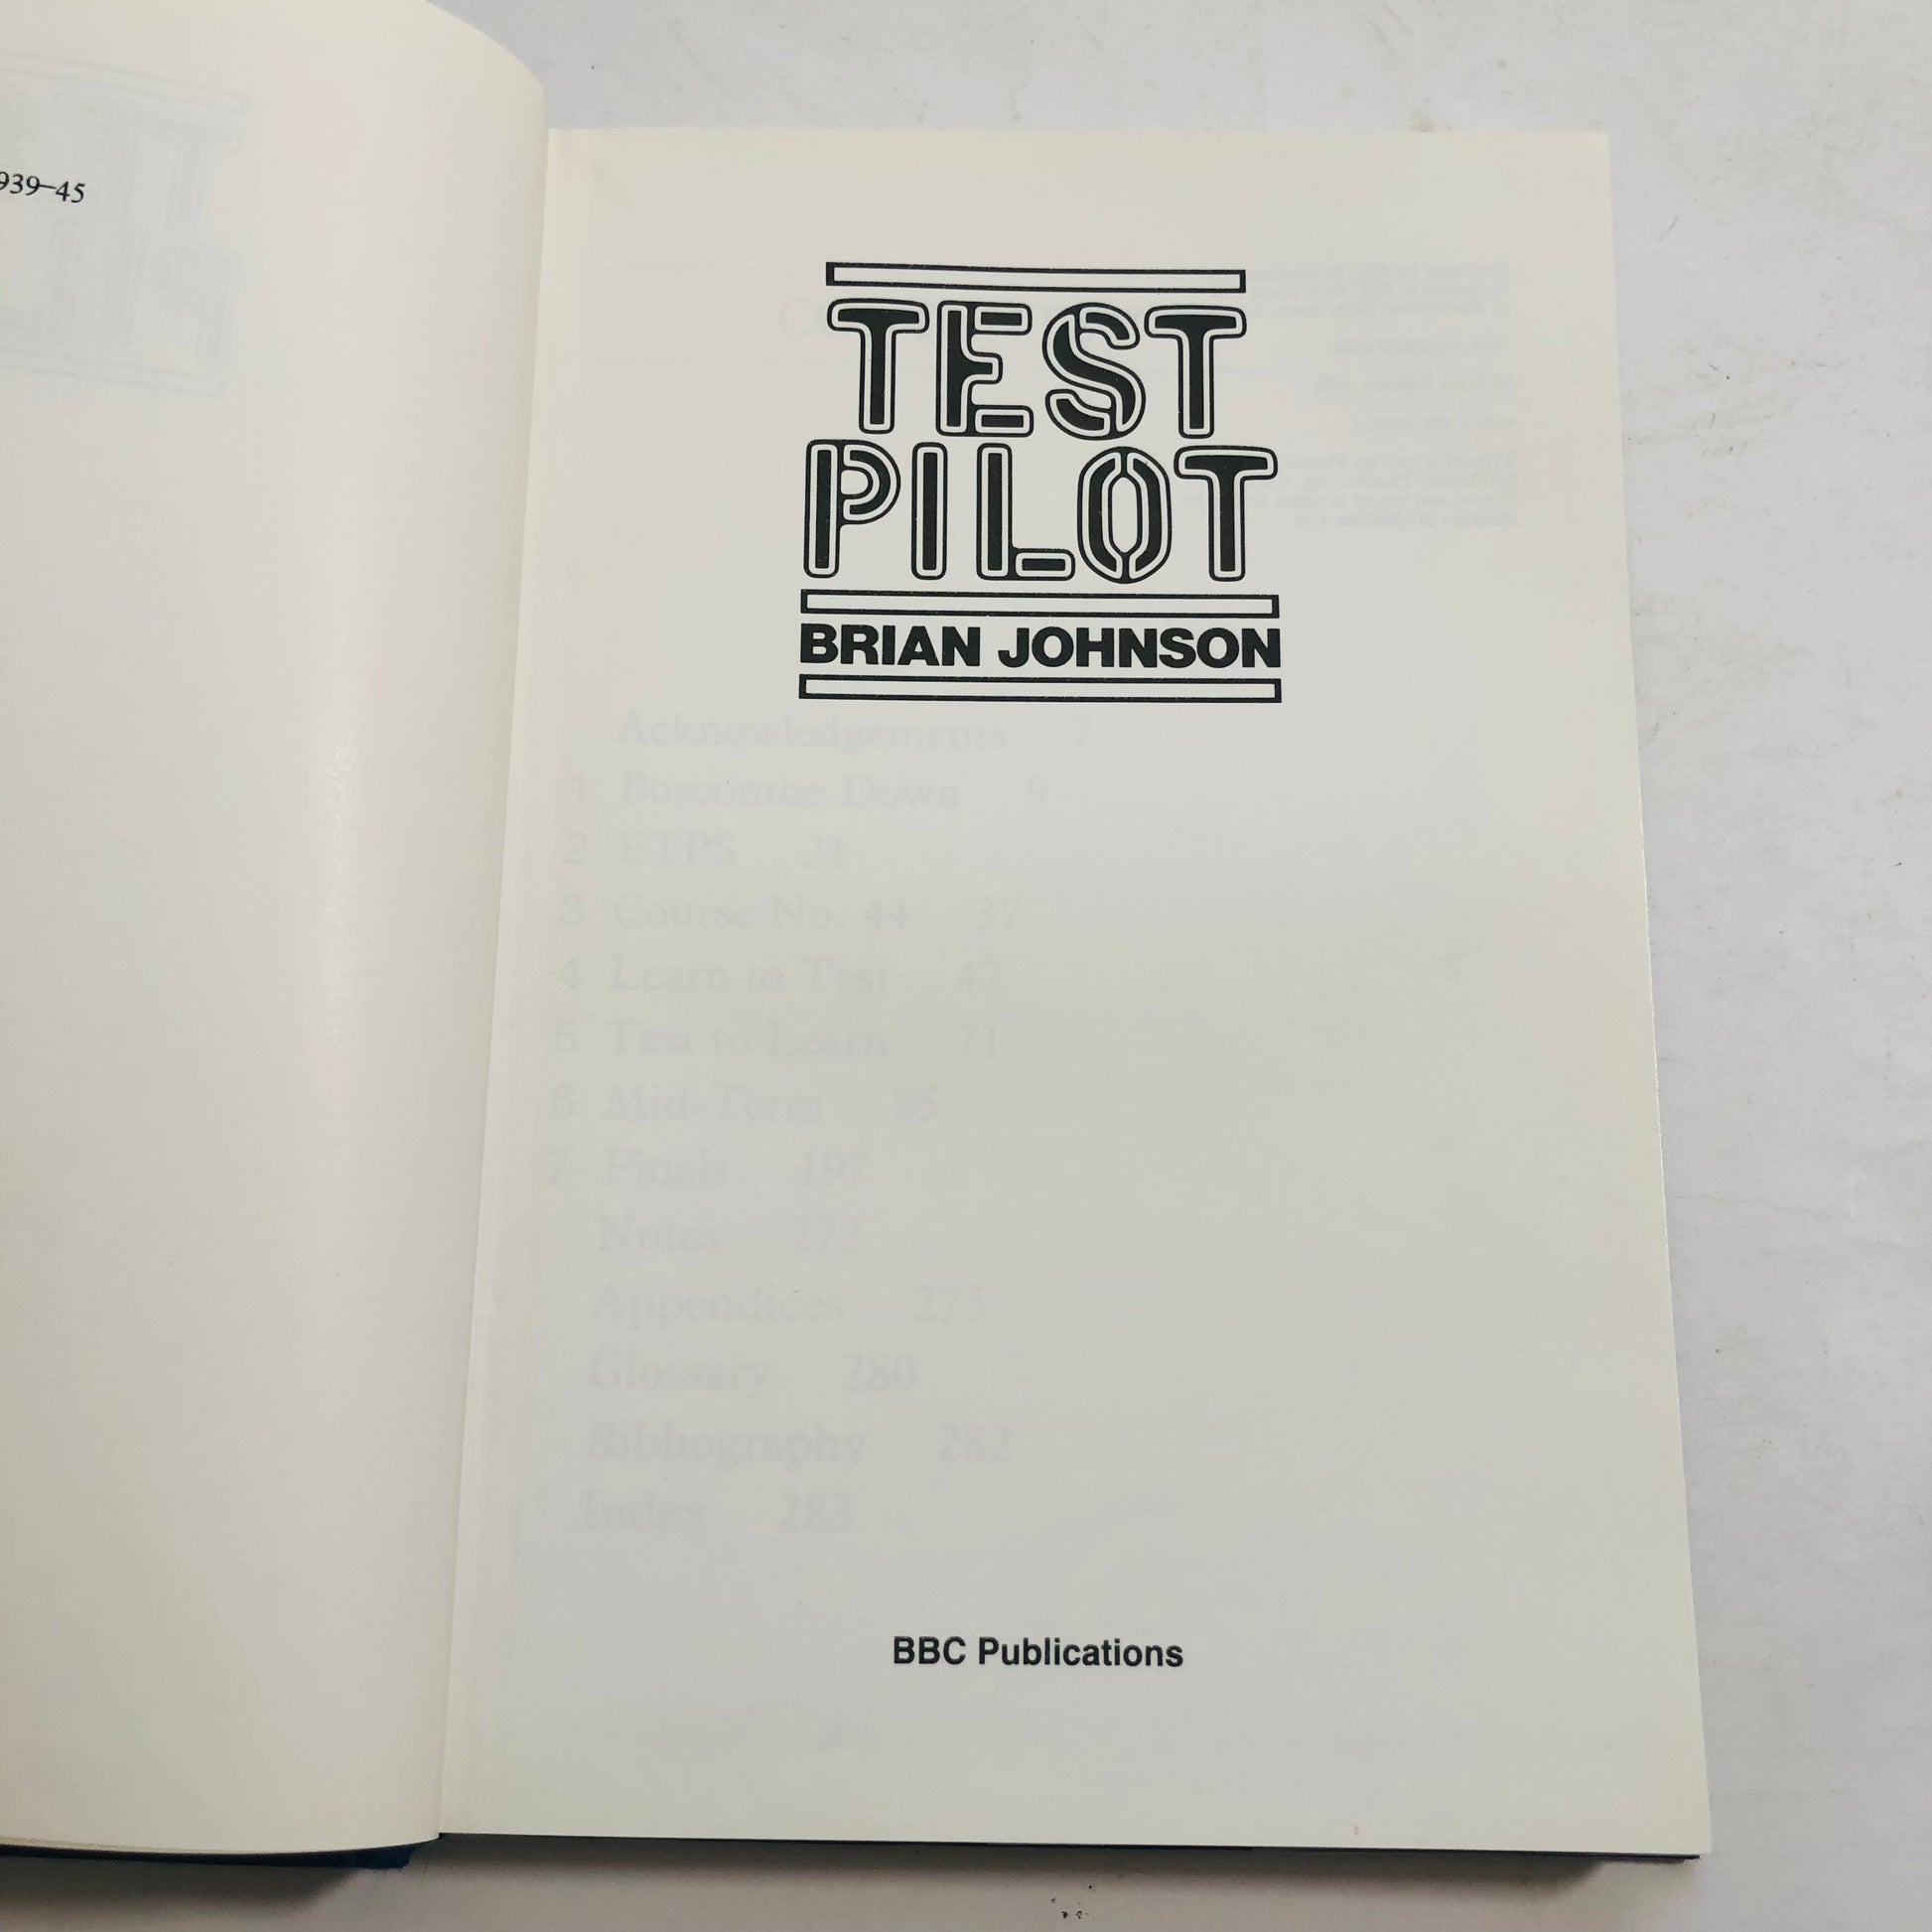 939–45
TEST
PILOT
BRIAN JOHNSON
Acknowledgements 7
1 Boscombe Down 9
2 ETPS 21
3 Course No. 44 37
4 Learn to Test 47
5 Test to Learn 71
6 Mid-Term 85
7 Finals 197
Notes 272
Appendices 275
Glossary 280
Bibliography 282
Index 283
BBC Publications